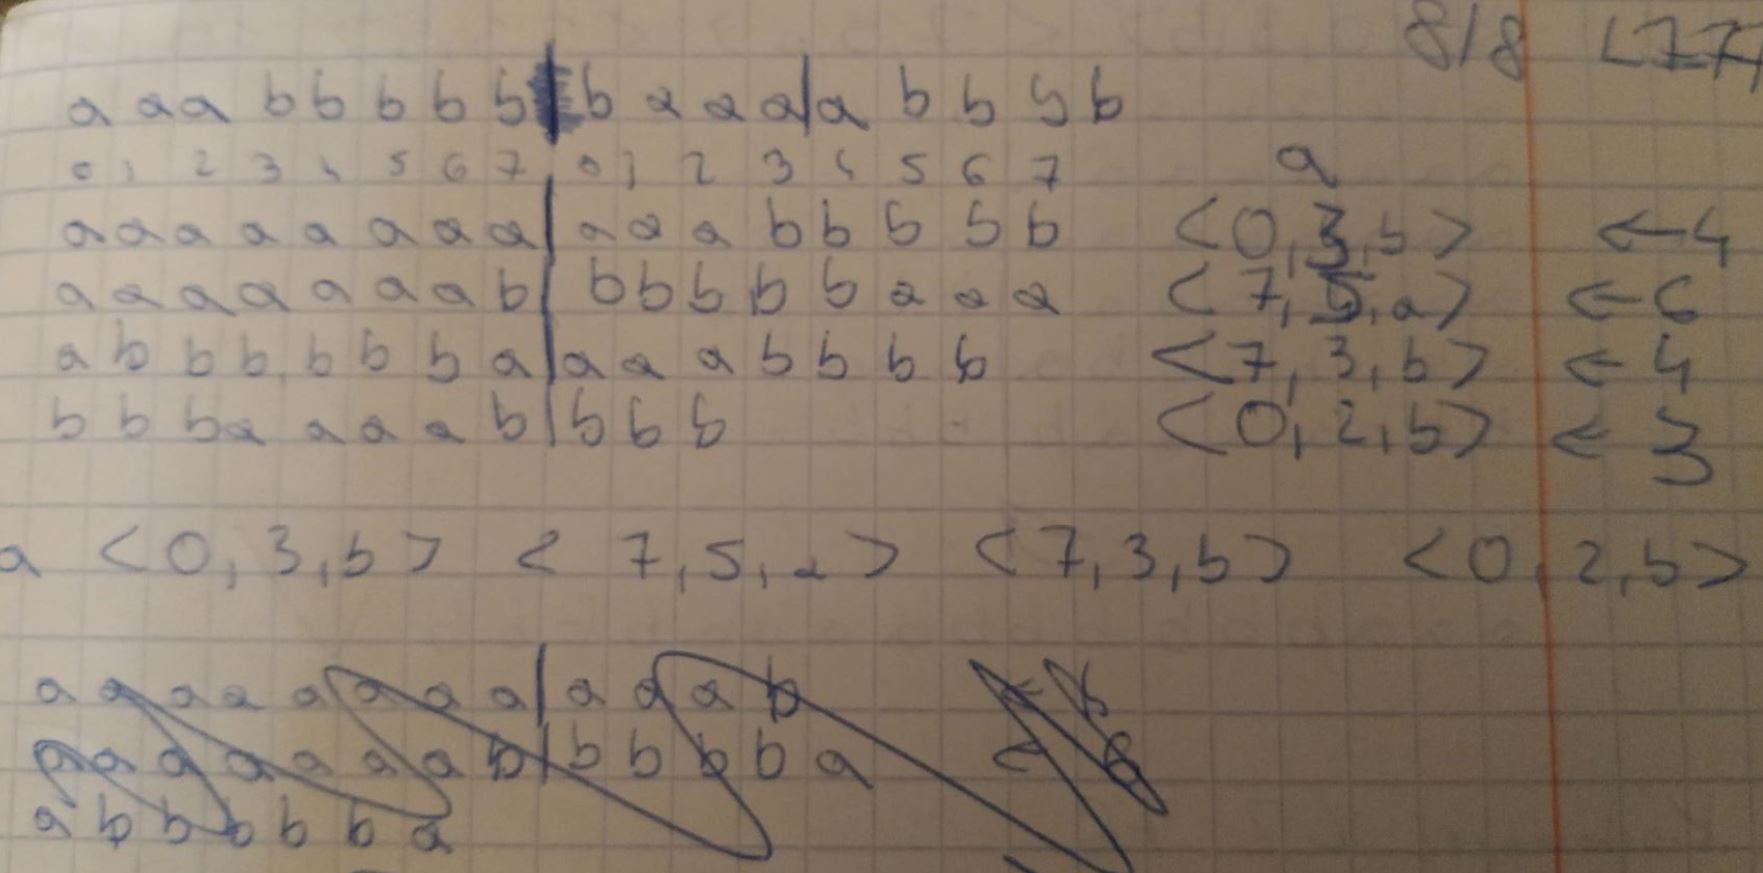 8/8 LZ77
a a a b b b b b | b a a a | a b b b b
0 1 2 3 4 5 6 7 0 1 2 3 4 5 6 7 a
a a a a a a a a | a a a b b b b b <0,3,b> ←4
a a a a a a a b | b b b b b a a a <7,5,a> ←6
a b b b b b b a | a a a b b b b <7,3,b> ←4
b b b a a a a b | b b b <0,2,b> ←3
a <0,3,b> <7,5,a> <7,3,b> <0,2,b>
a a a a a a a a | a a a b
a a a a a a a b | b b b b a
a b b b b b a